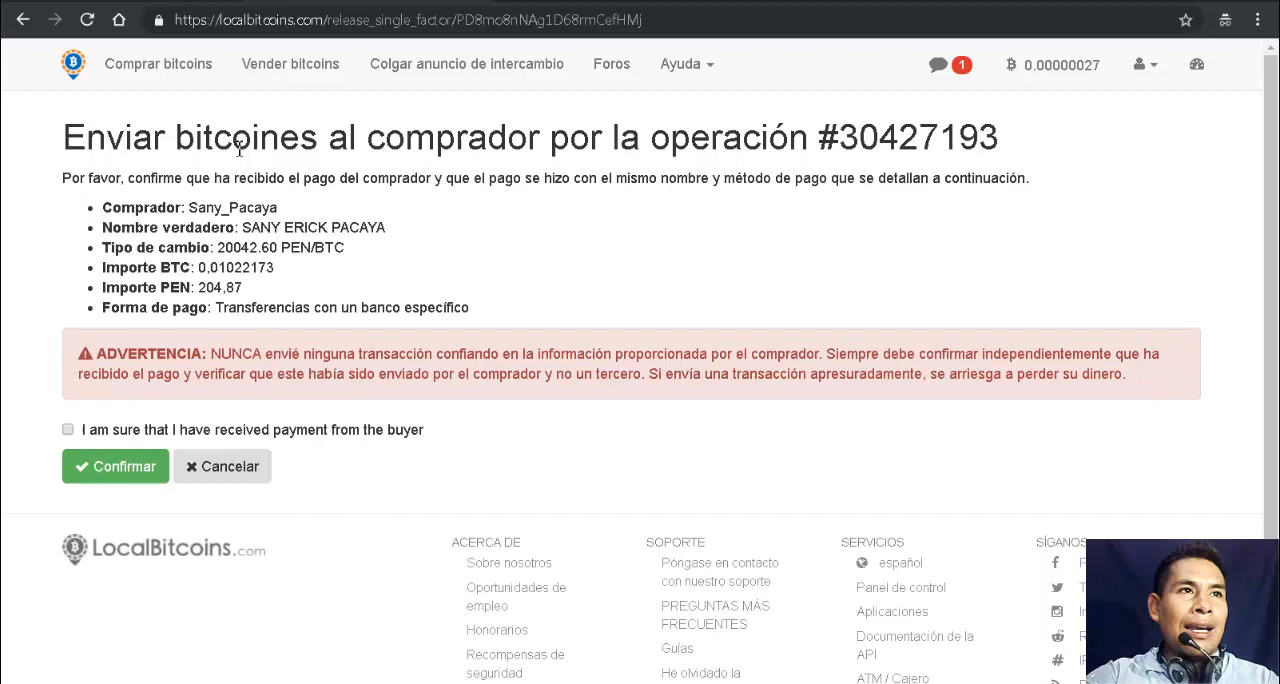 https://localbitcoins.com/release_single_factor/PD8mo8nNAg1D68rmCefHMj
Comprar bitcoins Vender bitcoins Colgar anuncio de intercambio Foros Ayuda 1 0.00000027
Enviar bitcoines al comprador por la operación #30427193
Por favor, confirme que ha recibido el pago del comprador y que el pago se hizo con el mismo nombre y método de pago que se detallan a continuación.
• Comprador: Sany_Pacaya
• Nombre verdadero: SANY ERICK PACAYA
• Tipo de cambio: 20042.60 PEN/BTC
• Importe BTC: 0,01022173
• Importe PEN: 204,87
• Forma de pago: Transferencias con un banco específico
ADVERTENCIA: NUNCA envié ninguna transacción confiando en la información proporcionada por el comprador. Siempre debe confirmar independientemente que ha
recibido el pago y verificar que este había sido enviado por el comprador y no un tercero. Si envía una transacción apresuradamente, se arriesga a perder su dinero.
I am sure that I have received payment from the buyer
Confirmar Cancelar
LocalBitcoins.com
ACERCA DE
Sobre nosotros
Oportunidades de
empleo
Honorarios
Recompensas de
seguridad
SOPORTE
Póngase en contacto
con nuestro soporte
PREGUNTAS MÁS
FRECUENTES
Guías
He olvidado la
SERVICIOS
español
Panel de control
Aplicaciones
Documentación de la
API
ATM / Cajero
SÍGANOS